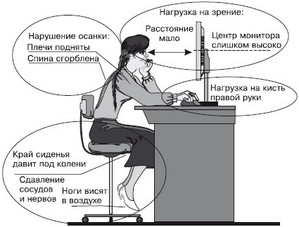 Нарушение осанки:
Плечи подняты
Спина сгорблена
Нагрузка на зрение:
Расстояние
мало
Центр монитора
слишком высоко
Нагрузка на кисть
правой руки
Край сиденья
давит под колени
Сдавление
сосудов
и нервов
Ноги висят
в воздухе